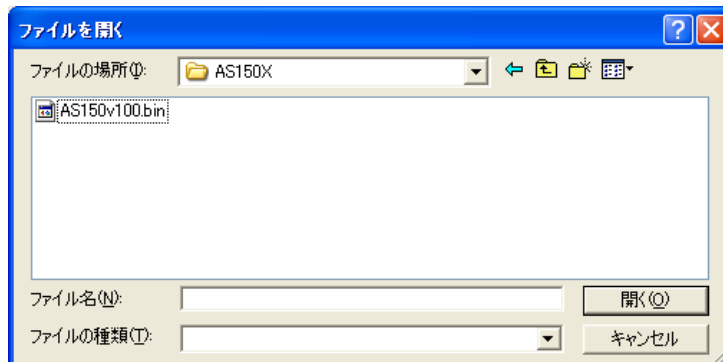 ファイルを開く
ファイルの場所(I):
AS150X
AS150v100.bin
ファイル名(N):
開く(O)
ファイルの種類(T):
キャンセル